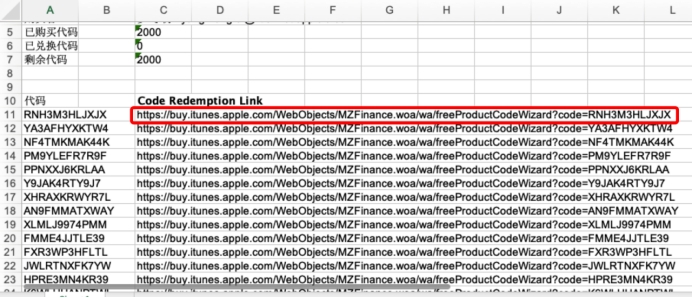 A B C D E F G H I J K L
5 已购买代码 2000
6 已兑换代码 0
7 剩余代码 2000
8
9
10 代码 Code Redemption Link
11 RNH3M3HLJXJX https://buy.itunes.apple.com/WebObjects/MZFinance.woa/wa/freeProductCodeWizard?code=RNH3M3HLJXJX
12 YA3AFHYXKTW4 https://buy.itunes.apple.com/WebObjects/MZFinance.woa/wa/freeProductCodeWizard?code=YA3AFHYXKTW4
13 NF4TMKMAK44K https://buy.itunes.apple.com/WebObjects/MZFinance.woa/wa/freeProductCodeWizard?code=NF4TMKMAK44K
14 PM9YLEFR7R9F https://buy.itunes.apple.com/WebObjects/MZFinance.woa/wa/freeProductCodeWizard?code=PM9YLEFR7R9F
15 PPNXXJ6KRLAA https://buy.itunes.apple.com/WebObjects/MZFinance.woa/wa/freeProductCodeWizard?code=PPNXXJ6KRLAA
16 Y9JAK4RTY9J7 https://buy.itunes.apple.com/WebObjects/MZFinance.woa/wa/freeProductCodeWizard?code=Y9JAK4RTY9J7
17 XHRAXKRWYR7L https://buy.itunes.apple.com/WebObjects/MZFinance.woa/wa/freeProductCodeWizard?code=XHRAXKRWYR7L
18 AN9FMMATXWAY https://buy.itunes.apple.com/WebObjects/MZFinance.woa/wa/freeProductCodeWizard?code=AN9FMMATXWAY
19 XLMLJ9974PMM https://buy.itunes.apple.com/WebObjects/MZFinance.woa/wa/freeProductCodeWizard?code=XLMLJ9974PMM
20 FMME4JJTLE39 https://buy.itunes.apple.com/WebObjects/MZFinance.woa/wa/freeProductCodeWizard?code=FMME4JJTLE39
21 FXR3WP3HFLTL https://buy.itunes.apple.com/WebObjects/MZFinance.woa/wa/freeProductCodeWizard?code=FXR3WP3HFLTL
22 JWLRTNXFK7YW https://buy.itunes.apple.com/WebObjects/MZFinance.woa/wa/freeProductCodeWizard?code=JWLRTNXFK7YW
23 HPRE3MN4KR39 https://buy.itunes.apple.com/WebObjects/MZFinance.woa/wa/freeProductCodeWizard?code=HPRE3MN4KR39